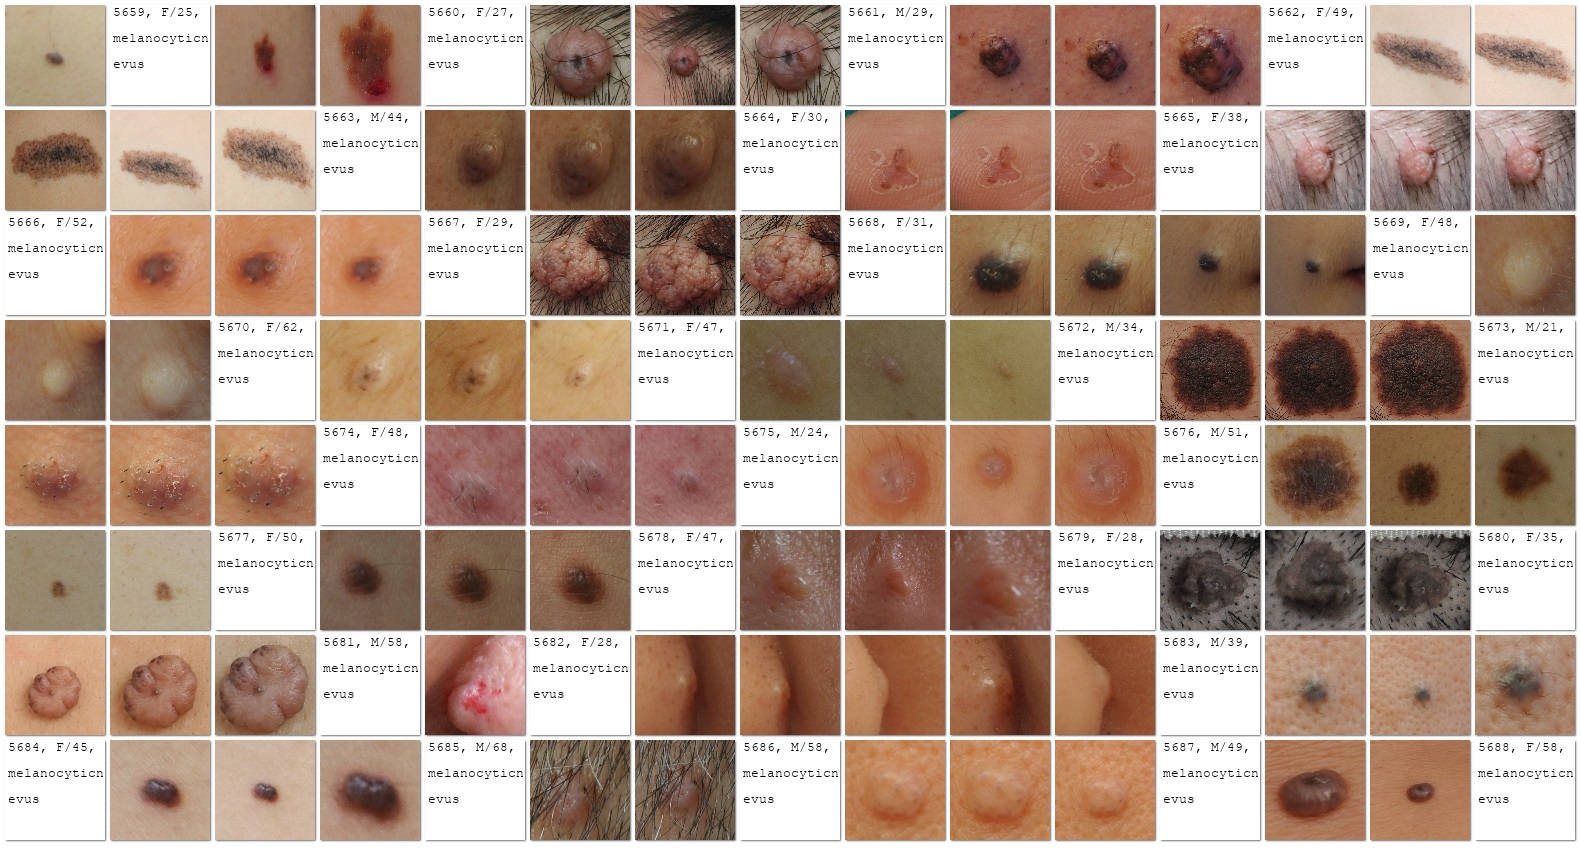 5659, F/25,
melanocyticn
evus
5660, F/27,
melanocyticn
evus
5661, M/29,
melanocyticn
evus
5662, F/49,
melanocyticn
evus
5663, M/44,
melanocyticn
evus
5664, F/30,
melanocyticn
evus
5665, F/38,
melanocyticn
evus
5666, F/52,
melanocyticn
evus
5667, F/29,
melanocyticn
evus
5668, F/31,
melanocyticn
evus
5669, F/48,
melanocyticn
evus
5670, F/62,
melanocyticn
evus
5671, F/47,
melanocyticn
evus
5672, M/34,
melanocyticn
evus
5673, M/21,
melanocyticn
evus
5674, F/48,
melanocyticn
evus
5675, M/24,
melanocyticn
evus
5676, M/51,
melanocyticn
evus
5677, F/50,
melanocyticn
evus
5678, F/47,
melanocyticn
evus
5679, F/28,
melanocyticn
evus
5680, F/35,
melanocyticn
evus
5681, M/58,
melanocyticn
evus
5682, F/28,
melanocyticn
evus
5683, M/39,
melanocyticn
evus
5684, F/45,
melanocyticn
evus
5685, M/68,
melanocyticn
evus
5686, M/58,
melanocyticn
evus
5687, M/49,
melanocyticn
evus
5688, F/58,
melanocyticn
evus